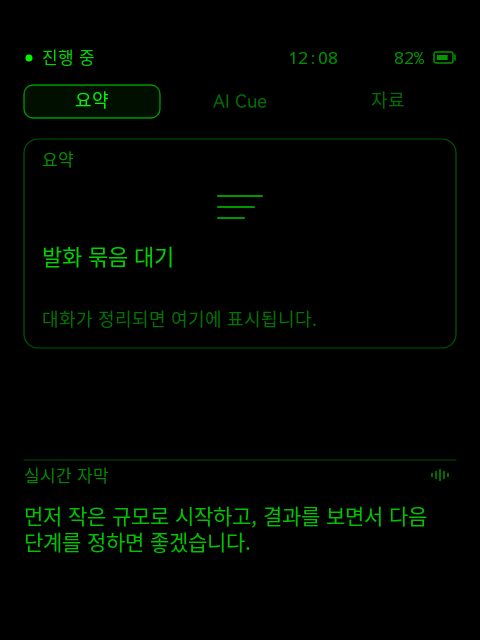 진행 중 12:08 82%
요약 AI Cue 자료
요약
발화 묶음 대기
대화가 정리되면 여기에 표시됩니다.
실시간 자막
먼저 작은 규모로 시작하고, 결과를 보면서 다음
단계를 정하면 좋겠습니다.